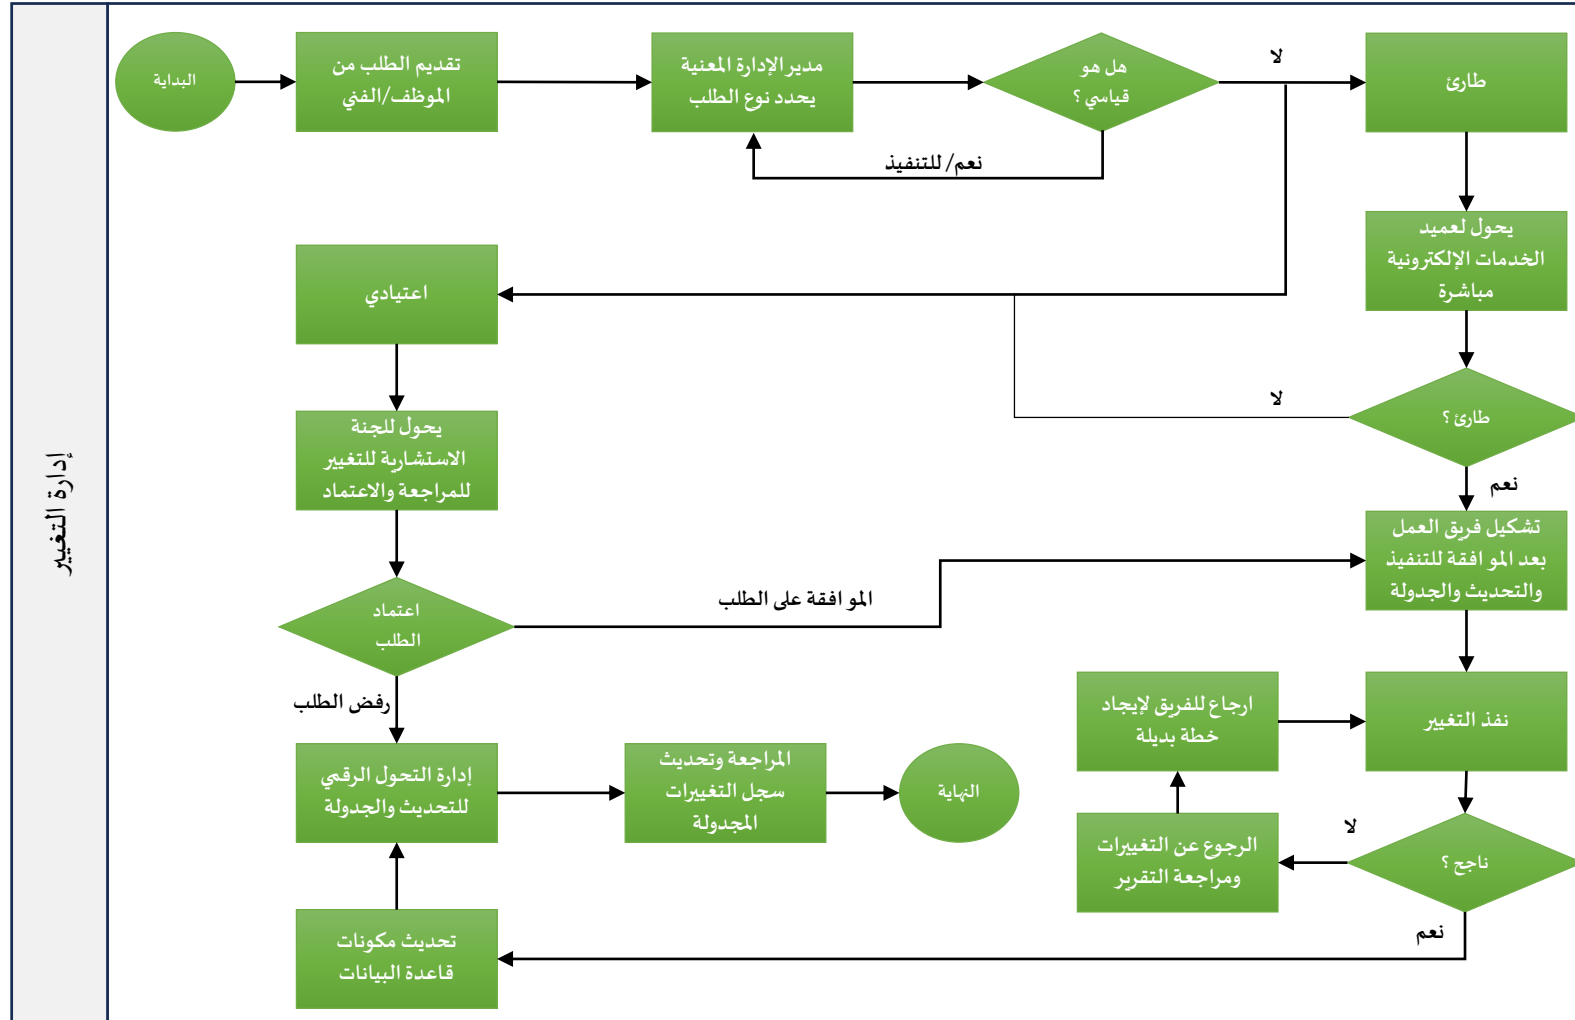 إدارة التغيير
البداية
تقديم الطلب من
الموظف/الفني
مدير الإدارة المعنية
يحدد نوع الطلب
هل هو
قياسي ؟
لا
طارئ
نعم/ للتنفيذ
يحول لعميد
الخدمات الإلكترونية
مباشرة
اعتيادي
طارئ ؟
لا
نعم
يحول للجنة
الاستشارية للتغيير
للمراجعة والاعتماد
تشكيل فريق العمل
بعد الموافقة للتنفيذ
والتحديث والجدولة
اعتماد
الطلب
الموافقة على الطلب
رفض الطلب
نفذ التغيير
ارجاع للفريق لإيجاد
خطة بديلة
إدارة التحول الرقمي
للتحديث والجدولة
المراجعة وتحديث
سجل التغييرات
المجدولة
النهاية
الرجوع عن التغييرات
ومراجعة التقرير
لا
ناجح ؟
نعم
تحديث مكونات
قاعدة البيانات